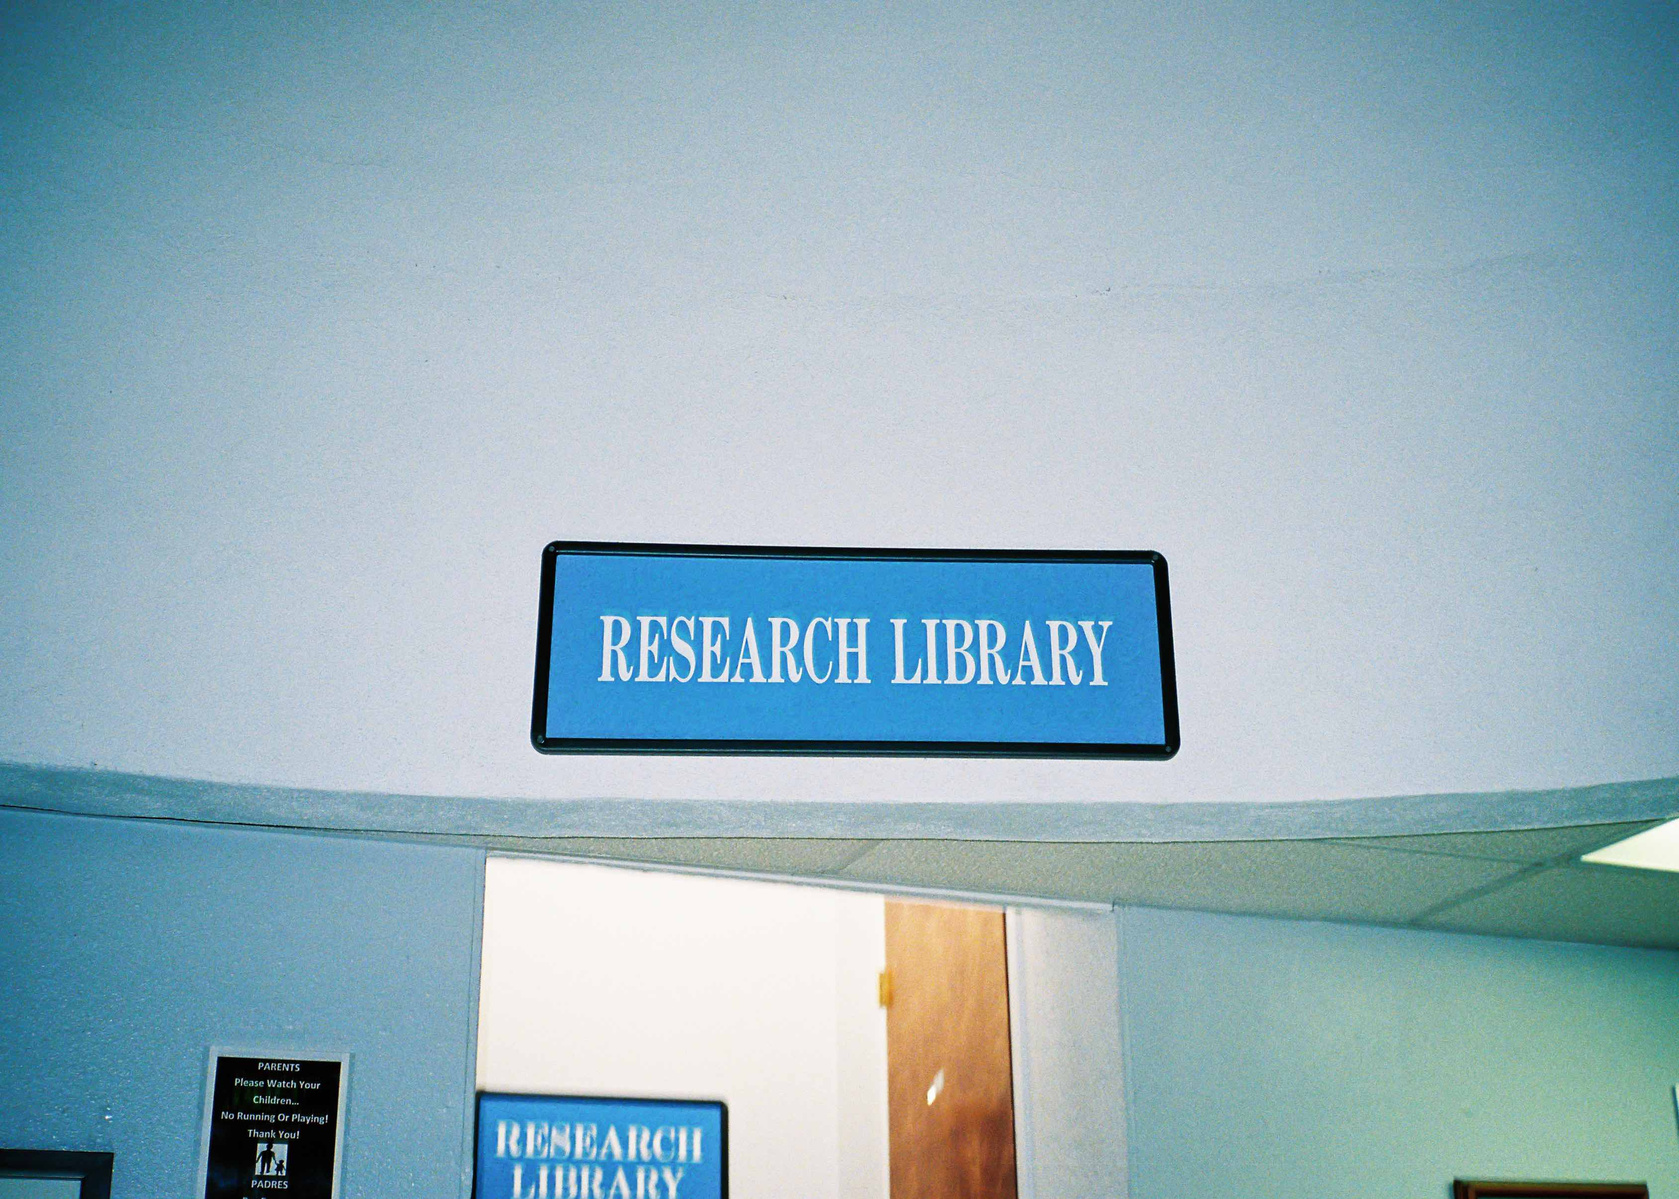 RESEARCH LIBRARY
PARENTS
Please Watch Your
Children...
No Running Or Playing!
Thank You!
PADRES
RESEARCH
LIBRARY